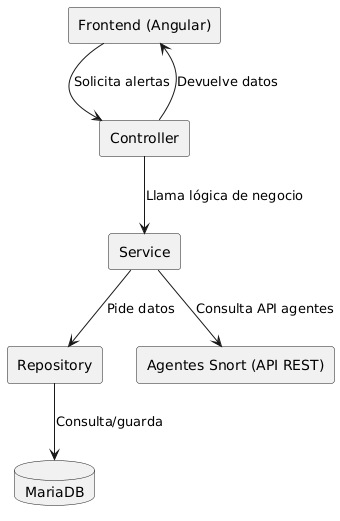 Frontend (Angular)
Solicita alertas
Devuelve datos
Controller
Llama lógica de negocio
Service
Pide datos
Consulta API agentes
Repository
Agentes Snort (API REST)
Consulta/guarda
MariaDB